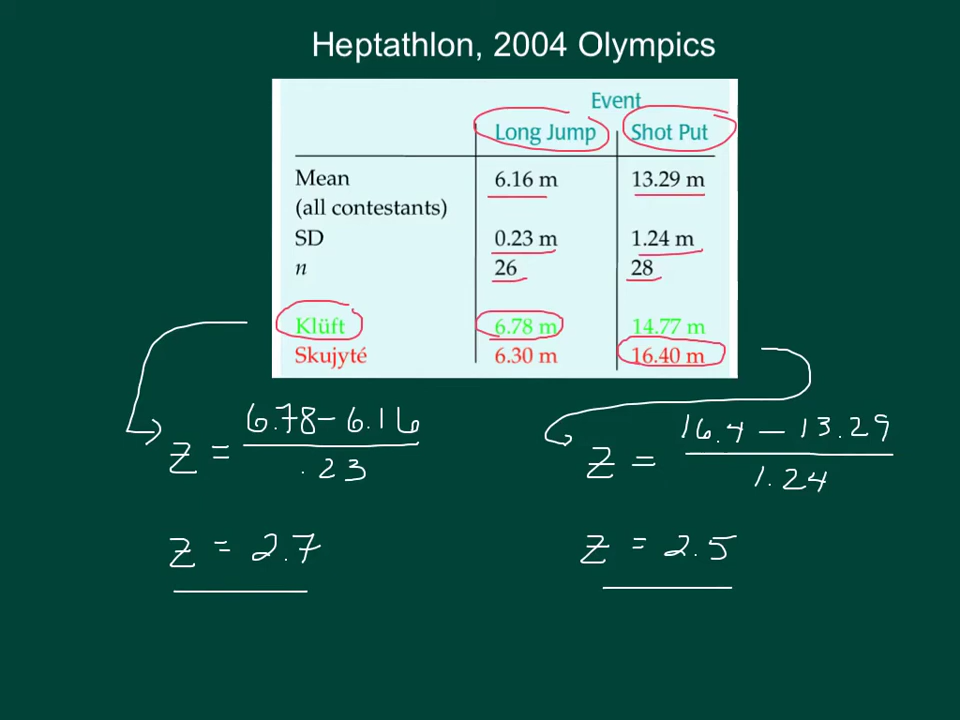 Heptathlon, 2004 Olympics
Event
Long Jump Shot Put
Mean 6.16 m 13.29 m
(all contestants)
SD 0.23 m 1.24 m
n 26 28
Klüft 6.78 m 14.77 m
Skujyté 6.30 m 16.40 m
z = 6.78 - 6.16 / .23
z = 16.4 - 13.29 / 1.24
z = 2.7
z = 2.5